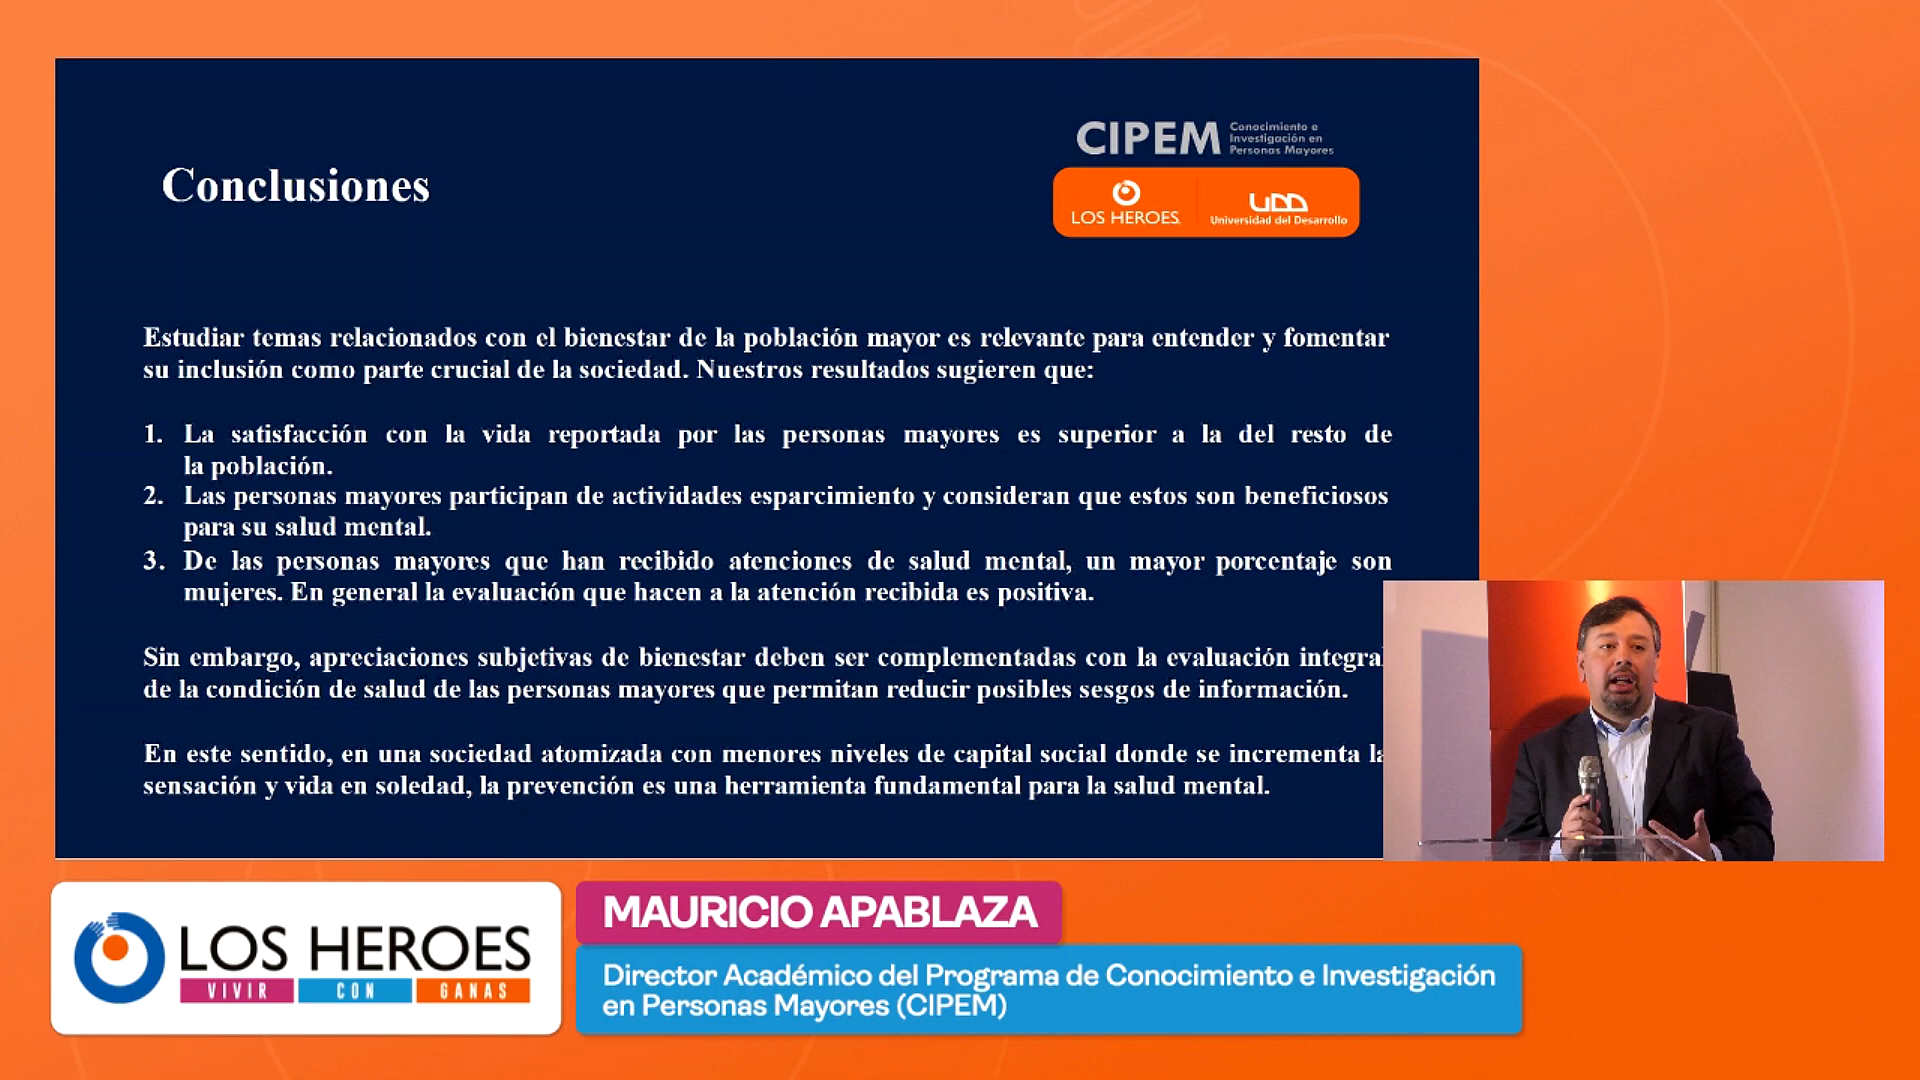 CIPEM
Conocimiento e
Investigación en
Personas Mayores
Conclusiones
LOS HEROES
UDD
Universidad del Desarrollo
Estudiar temas relacionados con el bienestar de la población mayor es relevante para entender y fomentar
su inclusión como parte crucial de la sociedad. Nuestros resultados sugieren que:
1. La satisfacción con la vida reportada por las personas mayores es superior a la del resto de
la población.
2. Las personas mayores participan de actividades esparcimiento y consideran que estos son beneficiosos
para su salud mental.
3. De las personas mayores que han recibido atenciones de salud mental, un mayor porcentaje son
mujeres. En general la evaluación que hacen a la atención recibida es positiva.
Sin embargo, apreciaciones subjetivas de bienestar deben ser complementadas con la evaluación integral
de la condición de salud de las personas mayores que permitan reducir posibles sesgos de información.
En este sentido, en una sociedad atomizada con menores niveles de capital social donde se incrementa la
sensación y vida en soledad, la prevención es una herramienta fundamental para la salud mental.
LOS HEROES
VIVIR CON GANAS
MAURICIO APABLAZA
Director Académico del Programa de Conocimiento e Investigación
en Personas Mayores (CIPEM)